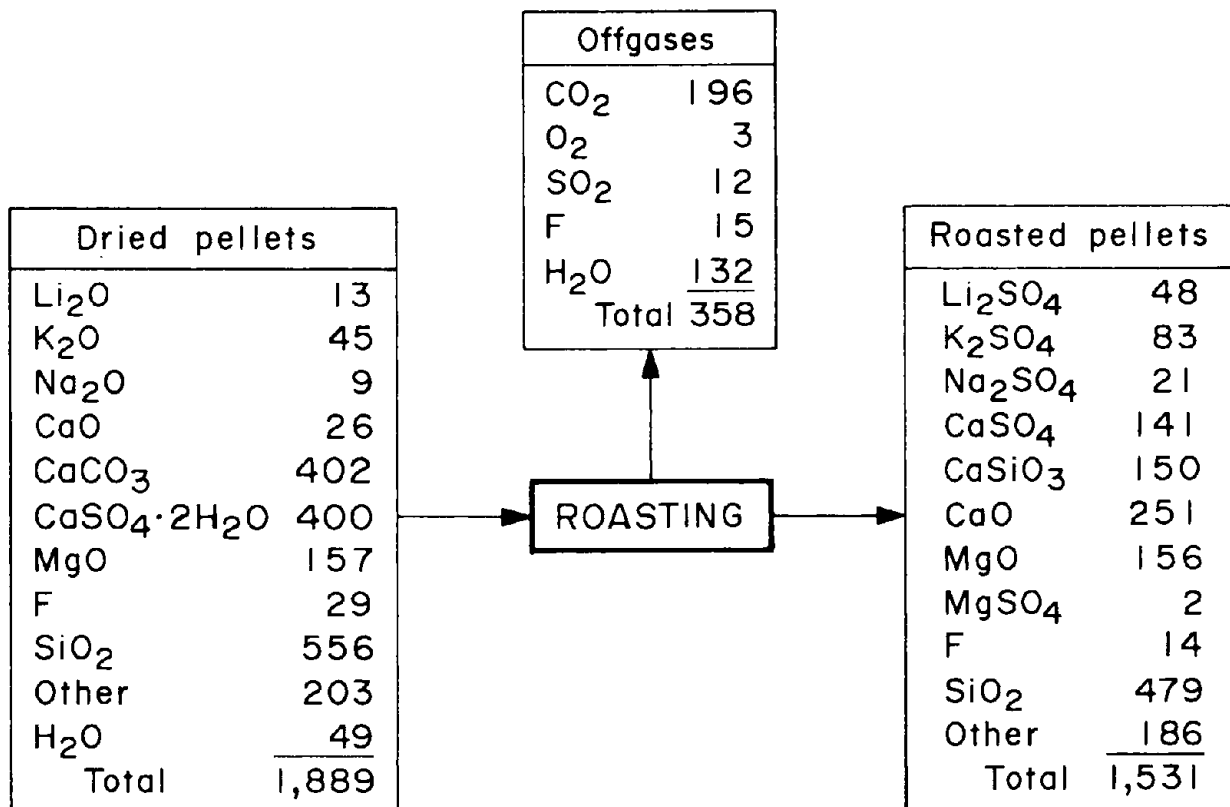 Offgases
CO₂ 196
O₂ 3
SO₂ 12
F 15
H₂O 132
Total 358
Dried pellets
Li₂O 13
K₂O 45
Na₂O 9
CaO 26
CaCO₃ 402
CaSO₄·2H₂O 400
MgO 157
F 29
SiO₂ 556
Other 203
H₂O 49
Total 1,889
ROASTING
Roasted pellets
Li₂SO₄ 48
K₂SO₄ 83
Na₂SO₄ 21
CaSO₄ 141
CaSiO₃ 150
CaO 251
MgO 156
MgSO₄ 2
F 14
SiO₂ 479
Other 186
Total 1,531